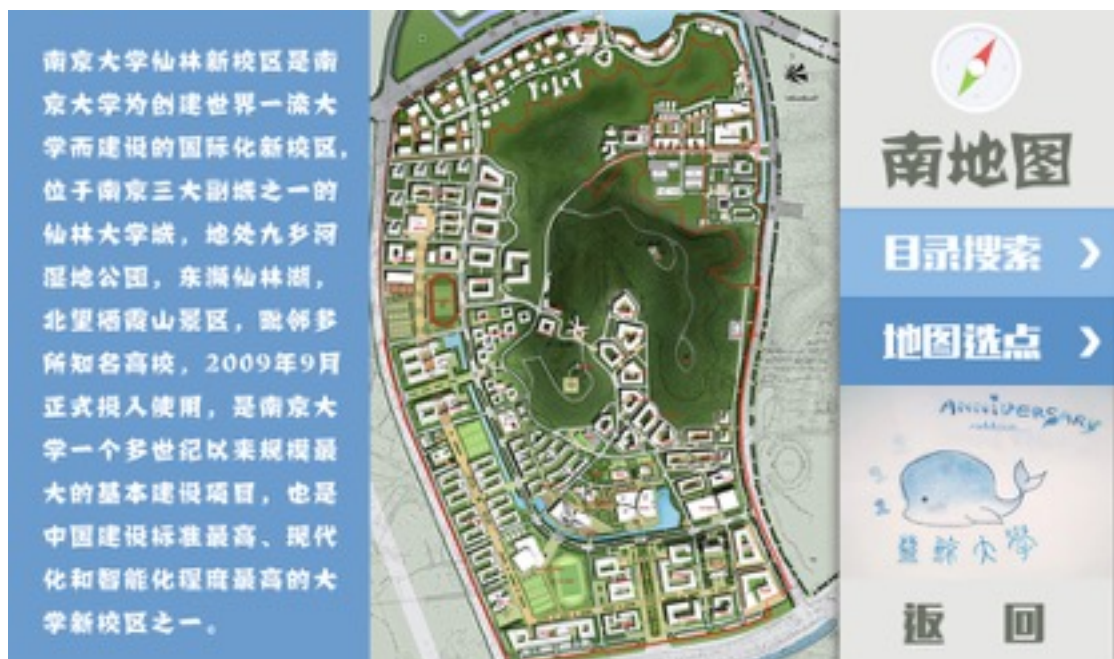 南京大学仙林新校区是南
京大学为创建世界一流大
学而建设的国际化新校区，
位于南京三大副城之一的
仙林大学城，地处九乡河
湿地公园，东濒仙林湖，
北望栖霞山景区，毗邻多
所知名高校，2009年9月
正式投入使用，是南京大
学一个多世纪以来规模最
大的基本建设项目，也是
中国建设标准最高、现代
化和智能化程度最高的大
学新校区之一。
南地图
目录搜索
地图选点
ANNIVERSARY
蓝鲸大学
返 回